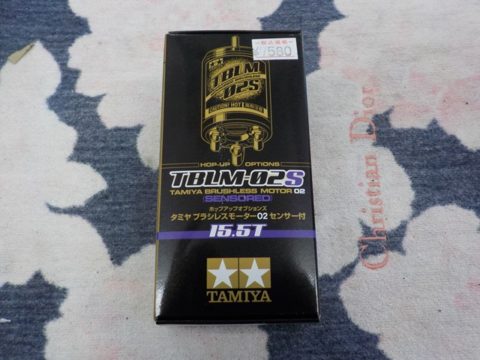 TBLM
02S
CAUTION! HOT!
HOP-UP OPTIONS
TBLM-02S
TAMIYA BRUSHLESS MOTOR 02
(SENSORED)
ホップアップオプションズ
タミヤ ブラシレスモーター02 センサー付
15.5T
TAMIYA
Christian Dior